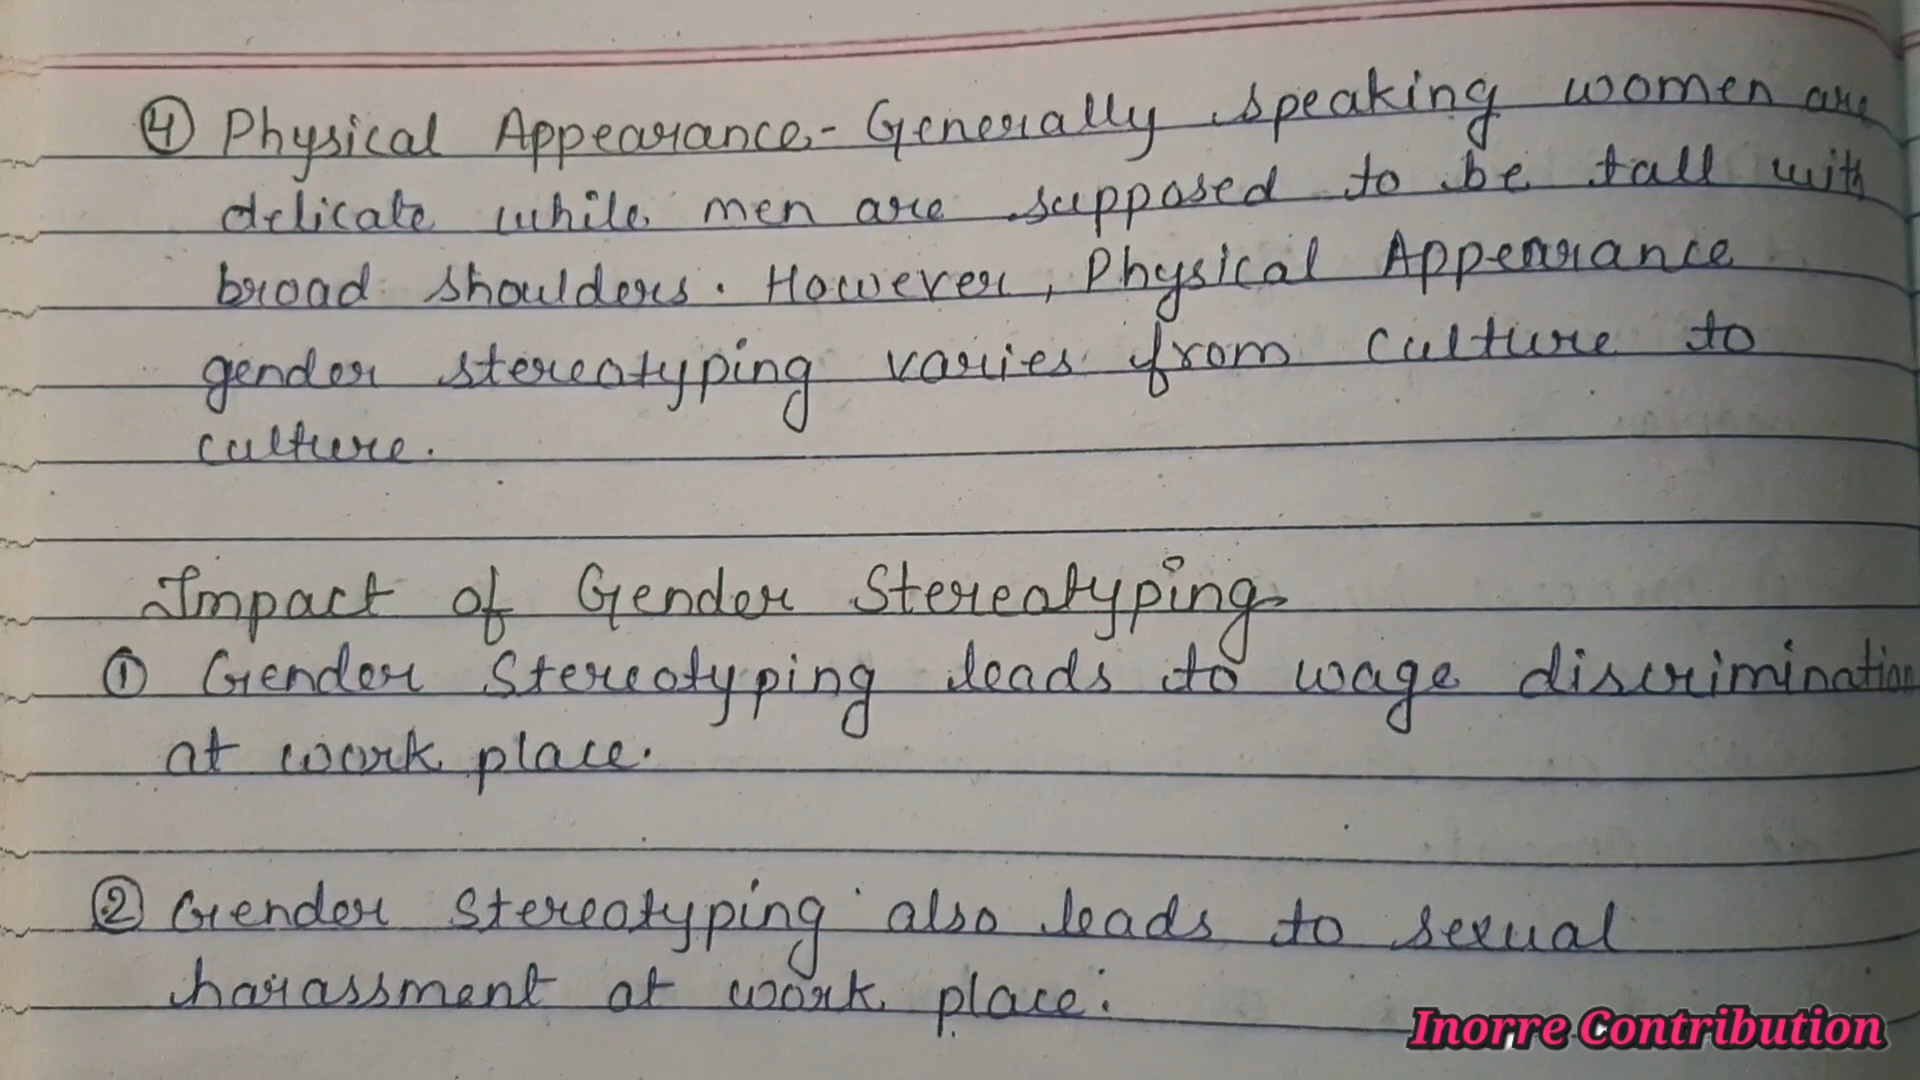 ④ Physical Appearance - Generally speaking women are
delicate while men are supposed to be tall with
broad shoulders. However, Physical Appearance
gender stereotyping varies from culture to
culture.
Impact of Gender Stereotyping
① Gender Stereotyping leads to wage discrimination
at work place.
② Gender stereotyping also leads to sexual
harassment at work place.
Inorre Contribution